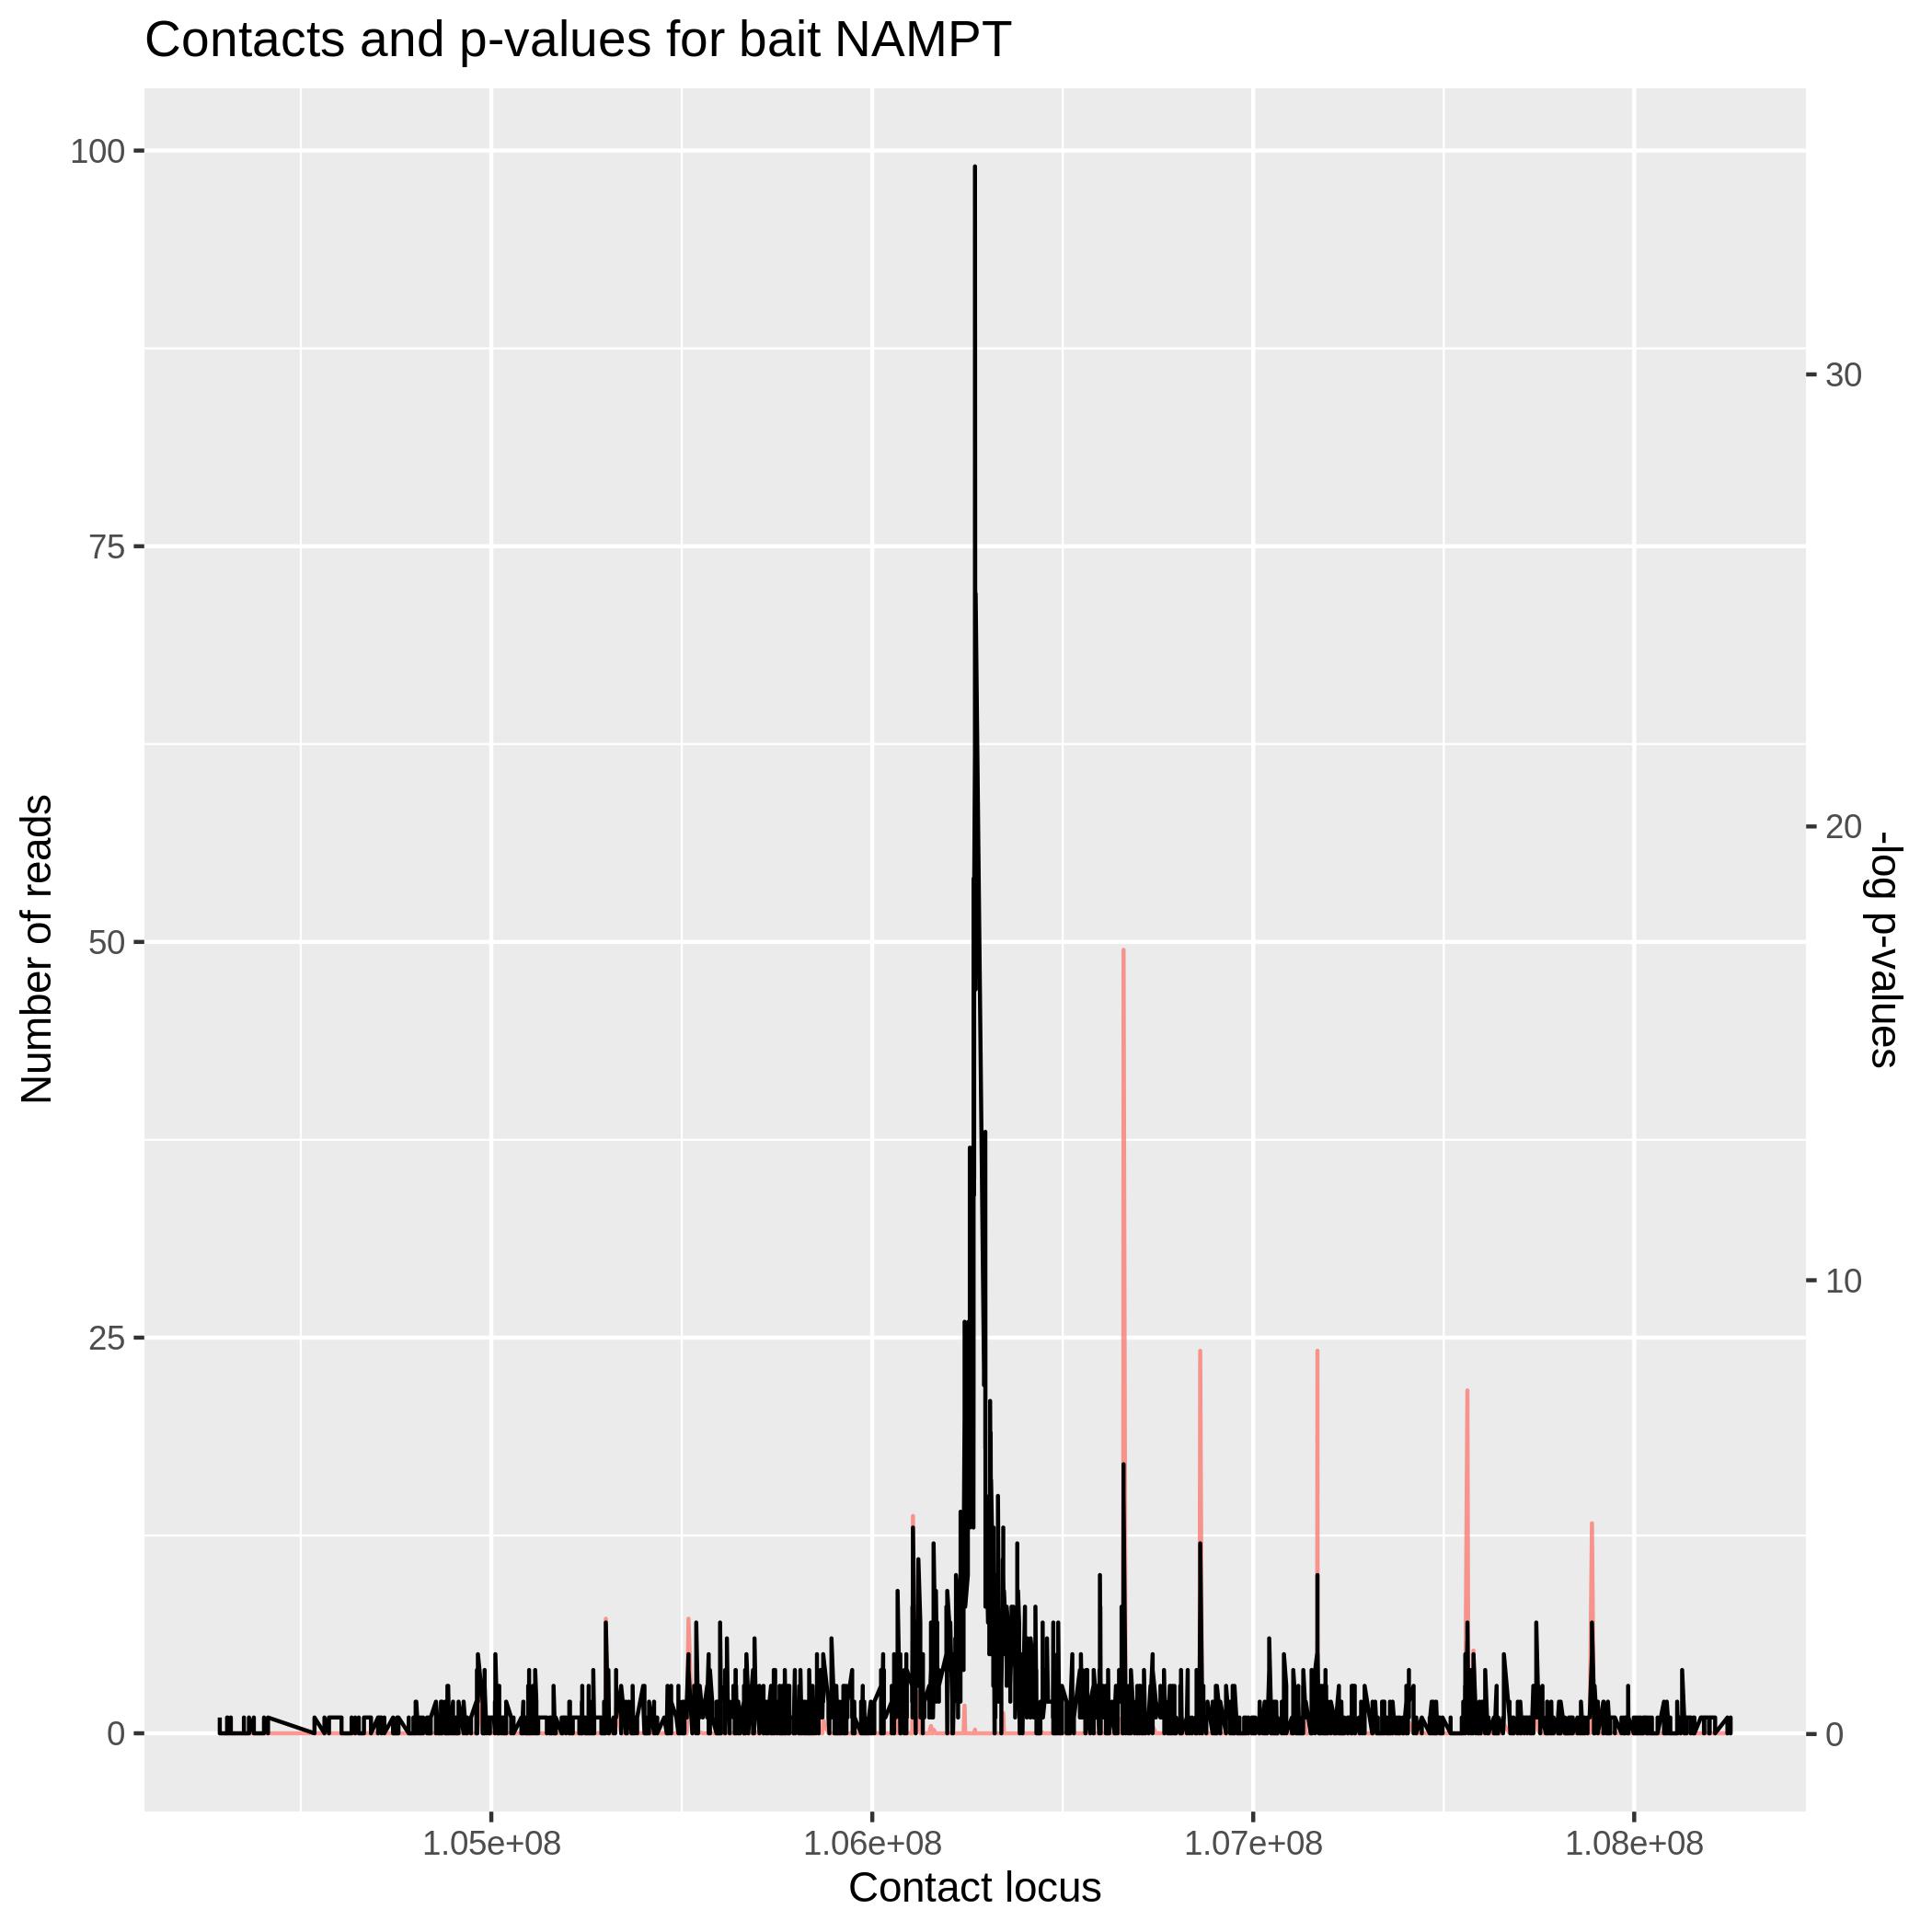 Contacts and p-values for bait NAMPT
100
75
50
25
0
Number of reads
30
20
10
0
-log p-values
1.05e+08
1.06e+08
1.07e+08
1.08e+08
Contact locus